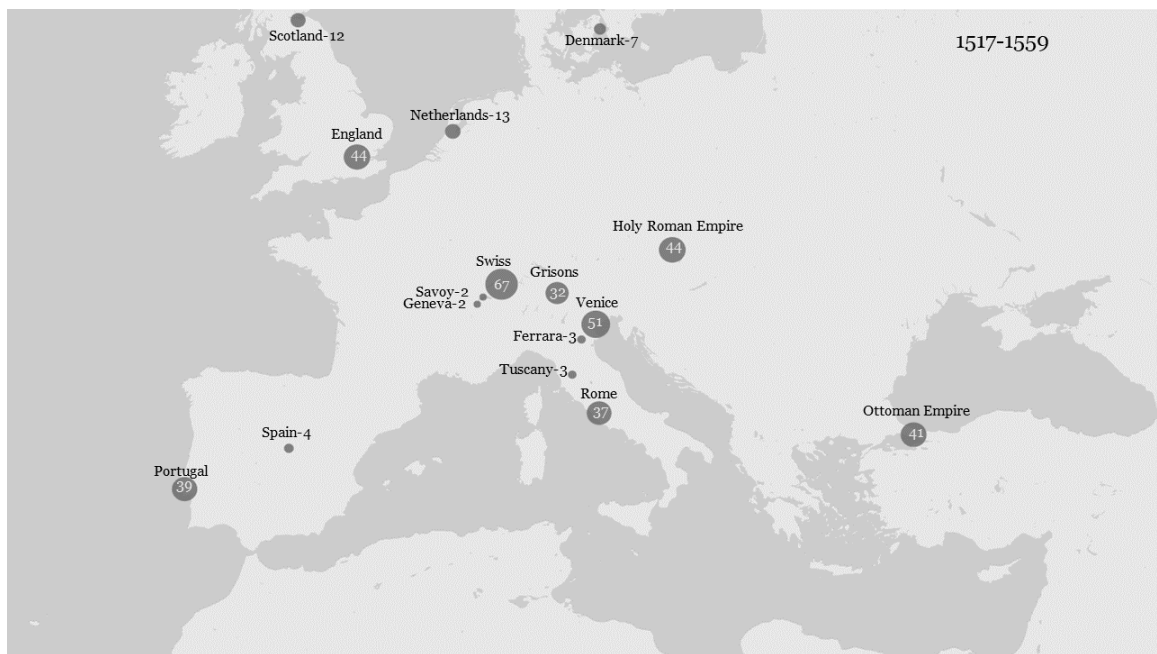 Scotland-12
Denmark-7
1517-1559
Netherlands-13
England
44
Holy Roman Empire
44
Swiss
67
Grisons
32
Savoy-2
Geneva-2
Venice
51
Ferrara-3
Tuscany-3
Rome
37
Ottoman Empire
41
Spain-4
Portugal
39